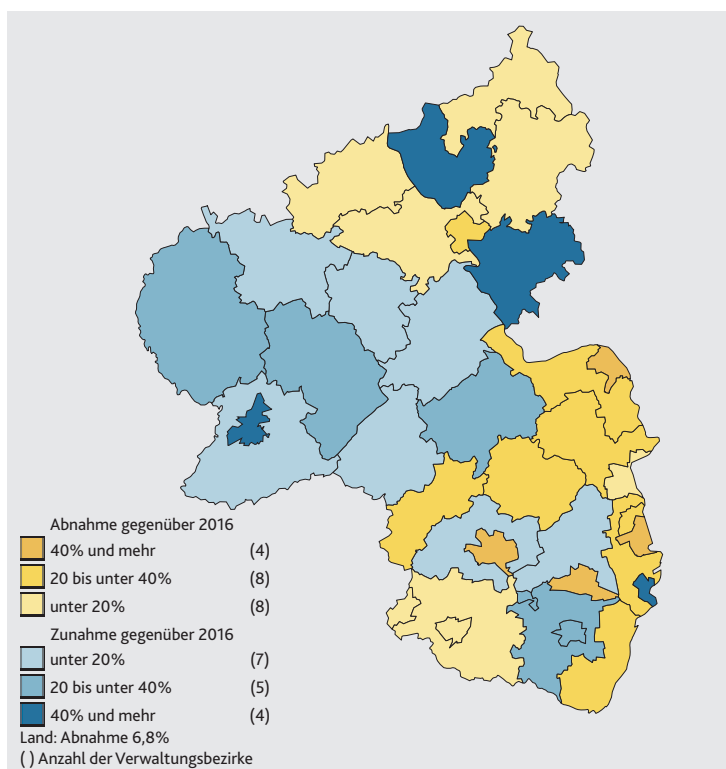 Abnahme gegenüber 2016
40% und mehr (4)
20 bis unter 40% (8)
unter 20% (8)
Zunahme gegenüber 2016
unter 20% (7)
20 bis unter 40% (5)
40% und mehr (4)
Land: Abnahme 6,8%
( ) Anzahl der Verwaltungsbezirke